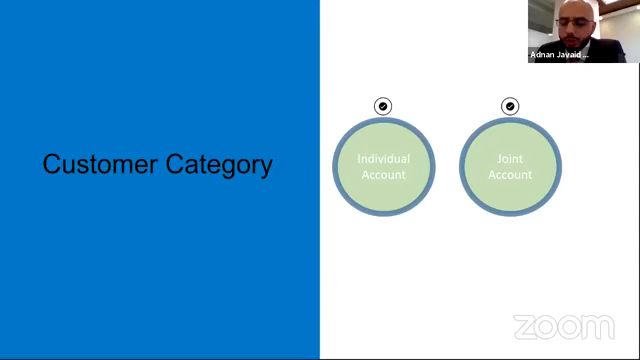 Adnan Javaid ...
Customer Category
Individual
Account
Joint
Account
zoom